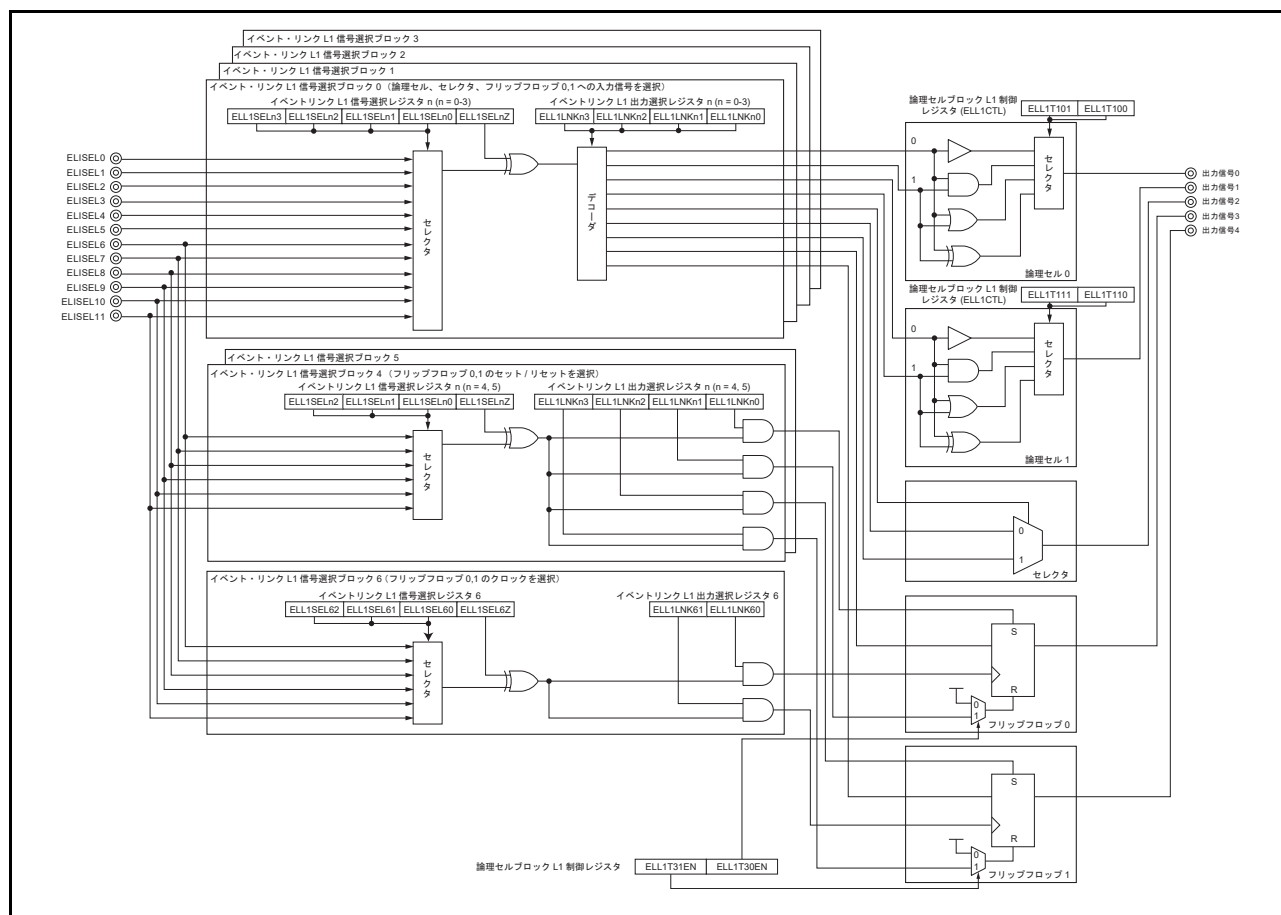 イベント・リンク L1 信号選択ブロック 3
イベント・リンク L1 信号選択ブロック 2
イベント・リンク L1 信号選択ブロック 1
イベント・リンク L1 信号選択ブロック 0（論理セル、セレクタ、フリップフロップ 0,1 への入力信号を選択）
イベント・リンク L1 信号選択レジスタ n (n = 0-3)
イベント・リンク L1 出力選択レジスタ n (n = 0-3)
ELL1SELn3 ELL1SELn2 ELL1SELn1 ELL1SELn0 ELL1SELnZ
ELL1LNKn3 ELL1LNKn2 ELL1LNKn1 ELL1LNKn0
ELISEL0
ELISEL1
ELISEL2
ELISEL3
ELISEL4
ELISEL5
ELISEL6
ELISEL7
ELISEL8
ELISEL9
ELISEL10
ELISEL11
セレクタ
デコーダ
論理セルブロック L1 制御
レジスタ (ELL1CTL)
ELL1T101 ELL1T100
0
1
セレクタ
論理セル 0
出力信号0
出力信号1
出力信号2
出力信号3
出力信号4
論理セルブロック L1 制御
レジスタ (ELL1CTL)
ELL1T111 ELL1T110
0
1
セレクタ
論理セル 1
イベント・リンク L1 信号選択ブロック 5
イベント・リンク L1 信号選択ブロック 4 （フリップフロップ 0,1 のセット / リセットを選択）
イベントリンク L1 信号選択レジスタ n (n = 4, 5)
イベントリンク L1 出力選択レジスタ n (n = 4, 5)
ELL1SELn2 ELL1SELn1 ELL1SELn0 ELL1SELnZ
ELL1LNKn3 ELL1LNKn2 ELL1LNKn1 ELL1LNKn0
セレクタ
0
1
セレクタ
イベント・リンク L1 信号選択ブロック 6（フリップフロップ 0,1 のクロックを選択）
イベントリンク L1 信号選択レジスタ 6
イベントリンク L1 出力選択レジスタ 6
ELL1SEL62 ELL1SEL61 ELL1SEL60 ELL1SEL6Z
ELL1LNK61 ELL1LNK60
セレクタ
S
R
0
1
フリップフロップ 0
S
R
0
1
フリップフロップ 1
論理セルブロック L1 制御レジスタ
ELL1T31EN ELL1T30EN